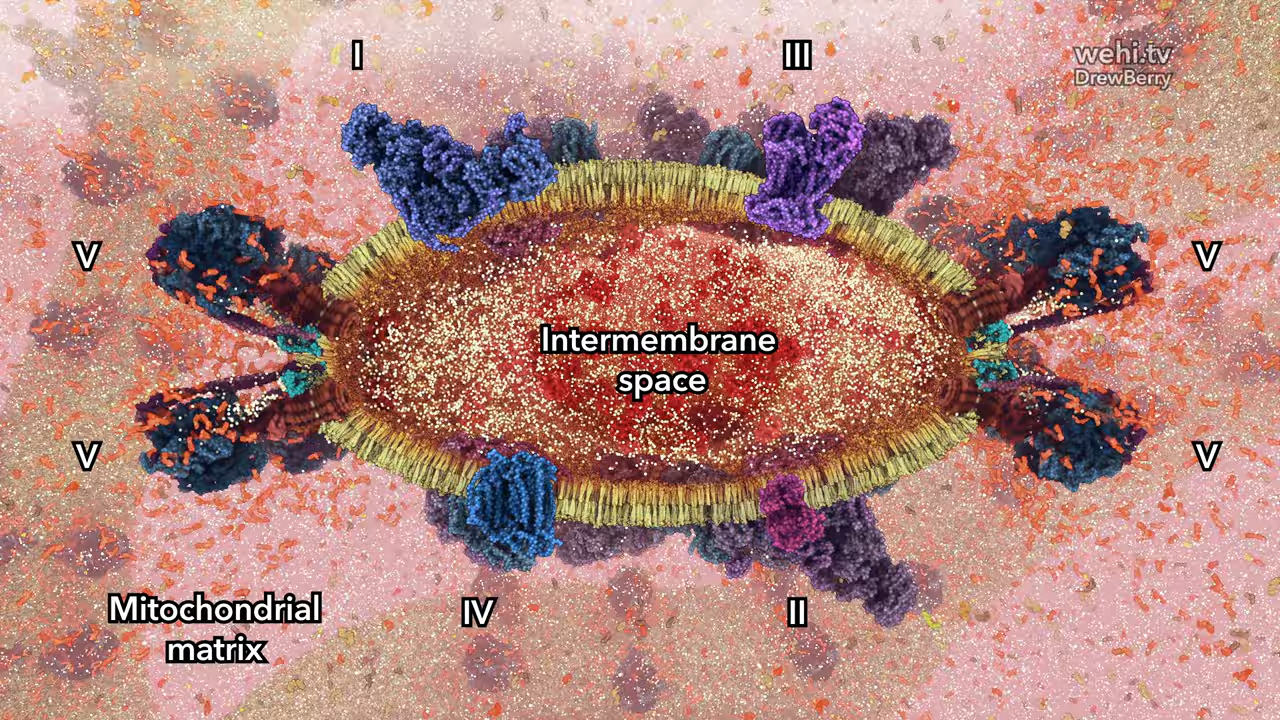 I
III
wehi.tv
DrewBerry
V
V
Intermembrane
space
V
V
Mitochondrial
matrix
IV
II